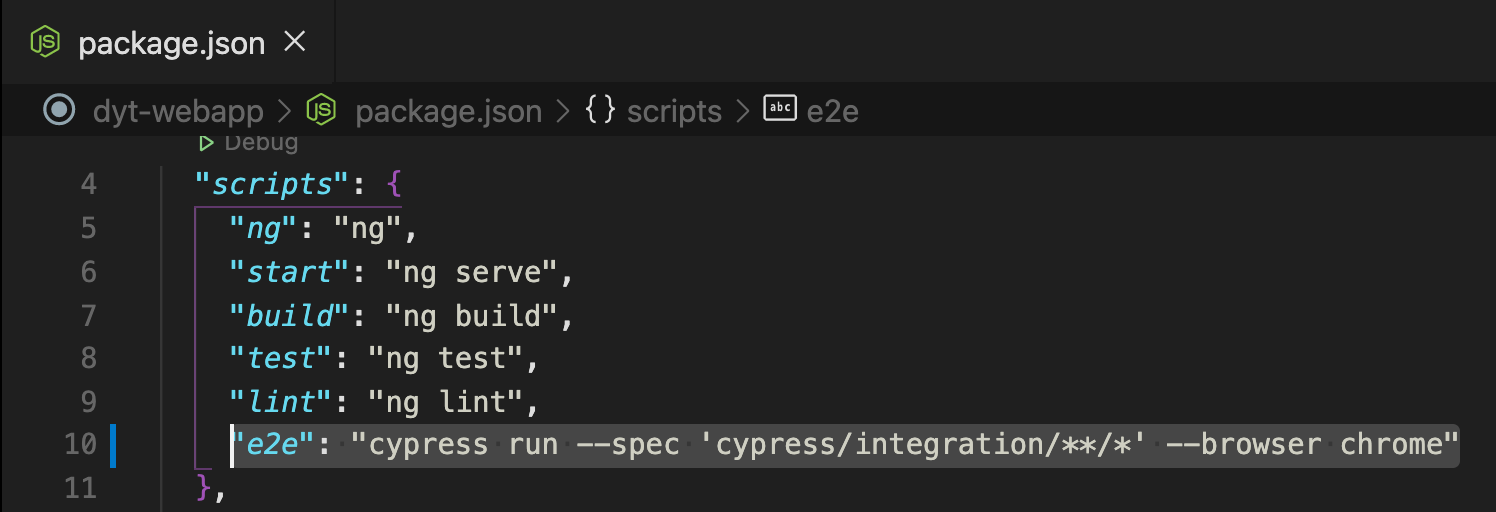 JS package.json ×
dyt-webapp > JS package.json > {} scripts > abc e2e
Debug
4 "scripts": {
5 "ng": "ng",
6 "start": "ng serve",
7 "build": "ng build",
8 "test": "ng test",
9 "lint": "ng lint",
10 "e2e": "cypress run --spec 'cypress/integration/**/*' --browser chrome"
11 },